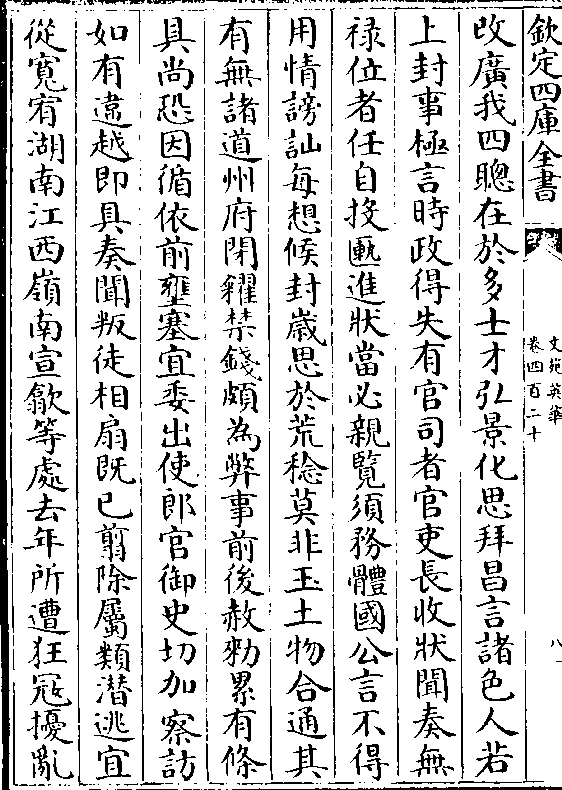 欽定四庫全書
文苑英華
卷四百二十
八
改廣我四聰在於多士才弘景化思拜昌言諸色人若
上封事極言時政得失有官司者官吏長收狀聞奏無
禄位者任自投匭進狀當必親覽須務體國公言不得
用情謗訕每想候封嵗思於荒稔莫非王土物合通其
有無諸道州府閉糴禁錢頗為弊事前後赦勑累有條
具尚恐因循依前壅塞宜委出使郎官御史切加察訪
如有違越即具奏聞叛徒相扇既已翦除屬類潜逃宜
從寛宥湖南江西嶺南宣歙等處去年所遭狂冦擾亂